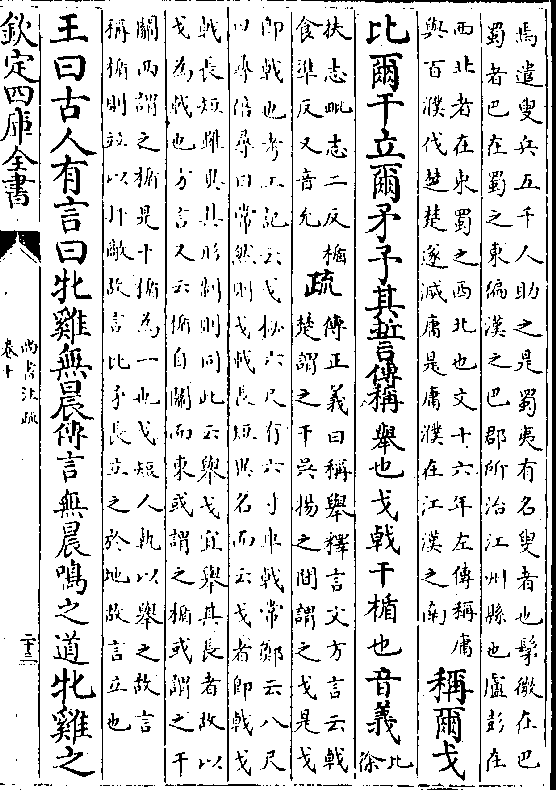 焉遣叟兵五千人助之是蜀夷有名叟者也髳微在巴
蜀者巴在蜀之東偏漢之巴郡所治江州縣也盧彭在
西北者在東蜀之西北也文十六年左傳稱庸
與百濮伐楚楚遂滅庸是庸濮在江漢之南
稱爾戈
比爾干立爾矛予其誓傳稱舉也戈戟干楯也音義
比
徐
扶志毗志二反楯
食準反又音允
疏
傳正義曰稱舉釋言文方言云戟
楚謂之干吳揚之間謂之戈是戈
即戟也考工記云戈柲六尺有六寸車戟常鄭云八尺
曰尋倍尋曰常然則戈戟長短異名而云戈者即戟戈
戟長短雖異其形制則同此云舉戈宜舉其長者故以
戈為戟也方言又云楯自關而東或謂之楯或謂之干
關西謂之楯是干楯為一也戈短人執以舉之故言
稱楯則並以扞敵故言比矛長立之於地故言立也
王曰古人有言曰牝雞無晨傳言無晨鳴之道牝雞之
欽定四庫全書
尚書注疏
卷十
二十三